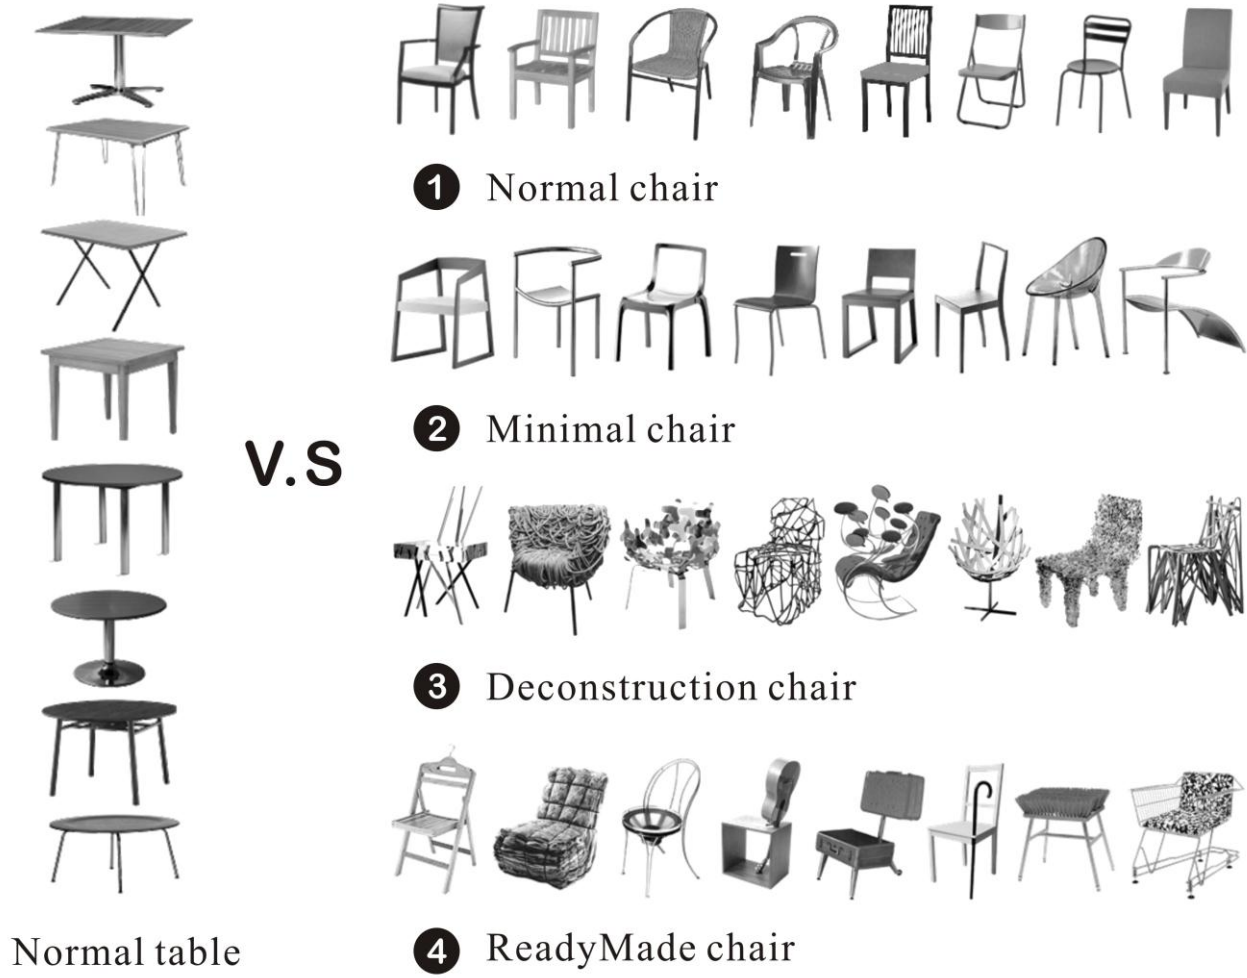 1 Normal chair
2 Minimal chair
V.S
3 Deconstruction chair
Normal table
4 ReadyMade chair